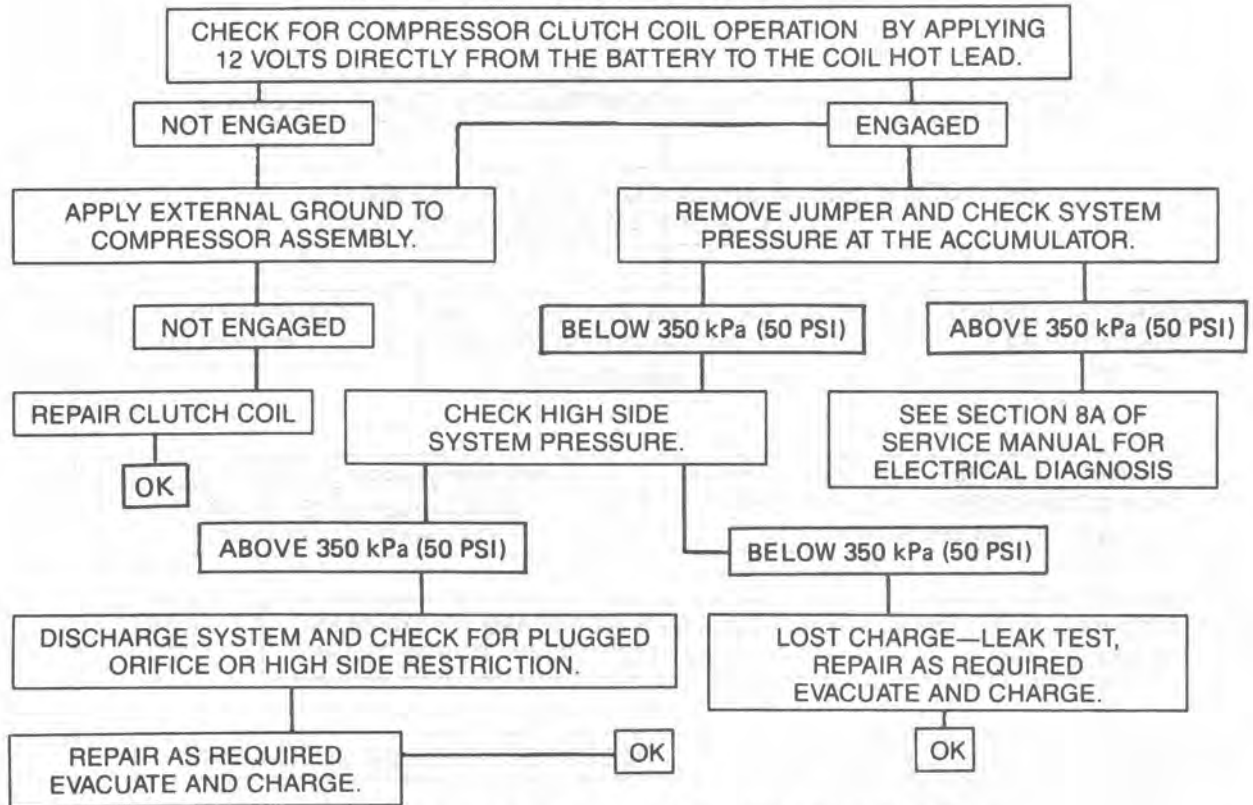 CHECK FOR COMPRESSOR CLUTCH COIL OPERATION BY APPLYING
12 VOLTS DIRECTLY FROM THE BATTERY TO THE COIL HOT LEAD.
NOT ENGAGED
ENGAGED
APPLY EXTERNAL GROUND TO
COMPRESSOR ASSEMBLY.
REMOVE JUMPER AND CHECK SYSTEM
PRESSURE AT THE ACCUMULATOR.
NOT ENGAGED
BELOW 350 kPa (50 PSI)
ABOVE 350 kPa (50 PSI)
REPAIR CLUTCH COIL
CHECK HIGH SIDE
SYSTEM PRESSURE.
SEE SECTION 8A OF
SERVICE MANUAL FOR
ELECTRICAL DIAGNOSIS
OK
ABOVE 350 kPa (50 PSI)
BELOW 350 kPa (50 PSI)
DISCHARGE SYSTEM AND CHECK FOR PLUGGED
ORIFICE OR HIGH SIDE RESTRICTION.
LOST CHARGE—LEAK TEST,
REPAIR AS REQUIRED
EVACUATE AND CHARGE.
REPAIR AS REQUIRED
EVACUATE AND CHARGE.
OK
OK